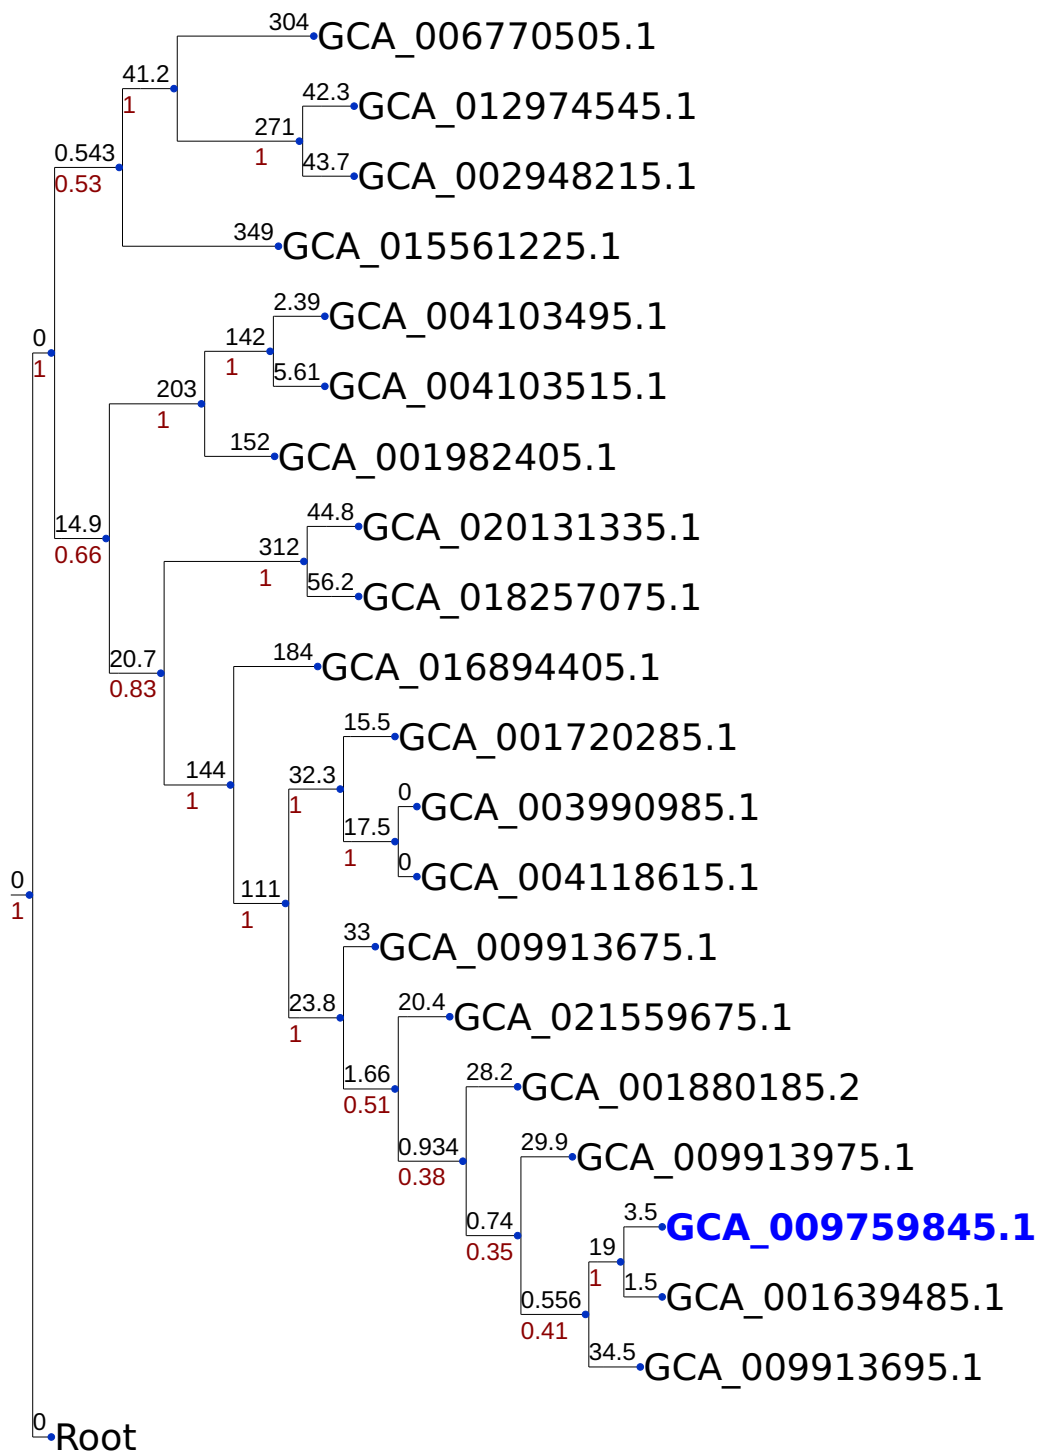 304
GCA_006770505.1
41.2
1
42.3
GCA_012974545.1
271
1
43.7
GCA_002948215.1
0.543
0.53
349
GCA_015561225.1
0
1
2.39
GCA_004103495.1
142
1
5.61
GCA_004103515.1
203
1
152
GCA_001982405.1
14.9
0.66
44.8
GCA_020131335.1
312
1
56.2
GCA_018257075.1
20.7
0.83
184
GCA_016894405.1
144
1
15.5
GCA_001720285.1
32.3
1
0
GCA_003990985.1
17.5
1
0
GCA_004118615.1
111
1
0
1
33
GCA_009913675.1
23.8
1
20.4
GCA_021559675.1
1.66
0.51
28.2
GCA_001880185.2
0.934
0.38
29.9
GCA_009913975.1
0.74
0.35
3.5
GCA_009759845.1
19
1
1.5
GCA_001639485.1
0.556
0.41
34.5
GCA_009913695.1
0
Root